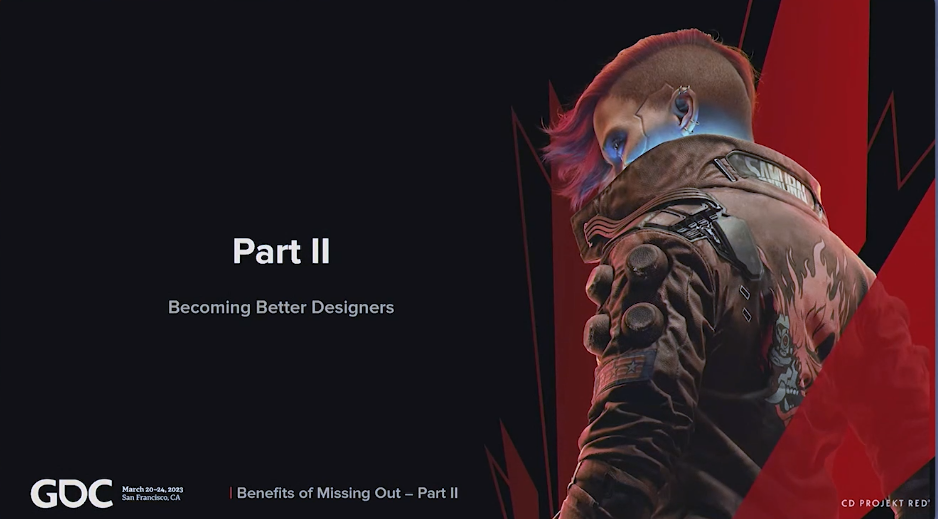 SAMURAI
Part II
Becoming Better Designers
GDC
March 20-24, 2023
San Francisco, CA
| Benefits of Missing Out – Part II
CD PROJEKT RED®